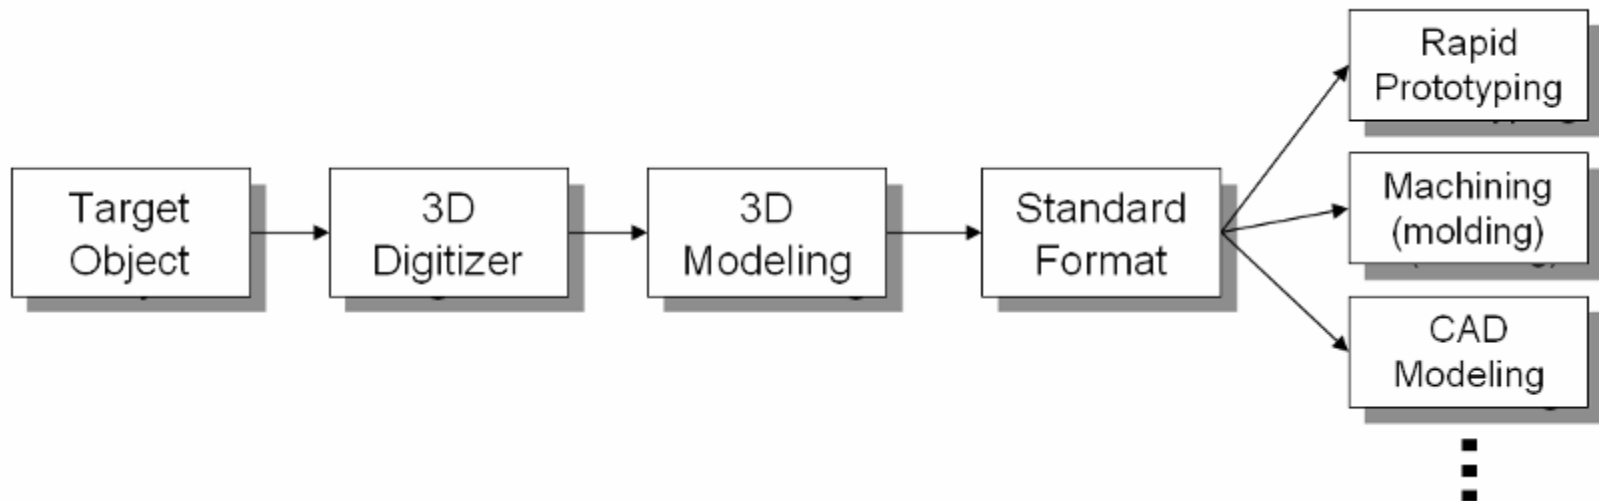 Target
Object
3D
Digitizer
3D
Modeling
Standard
Format
Rapid
Prototyping
Machining
(molding)
CAD
Modeling